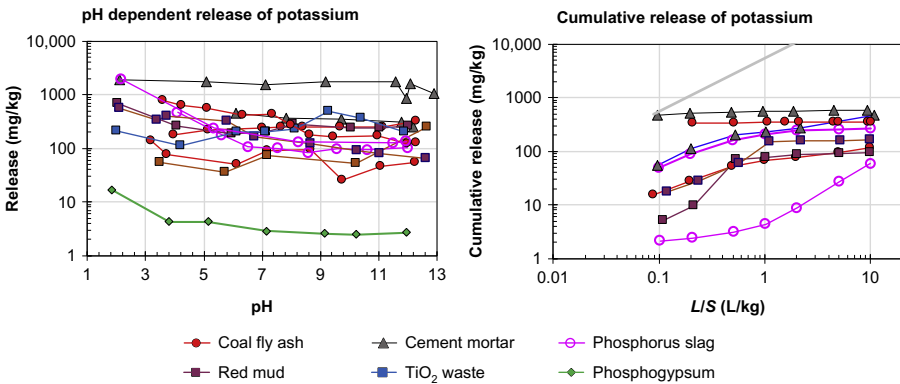 pH dependent release of potassium
Cumulative release of potassium
Release (mg/kg)
10,000
1000
100
10
1
1 3 5 7 9 11 13
pH
Cumulative release (mg/kg)
10,000
1000
100
10
1
0.01 0.1 1 10
L/S (L/kg)
Coal fly ash Cement mortar Phosphorus slag
Red mud TiO₂ waste Phosphogypsum